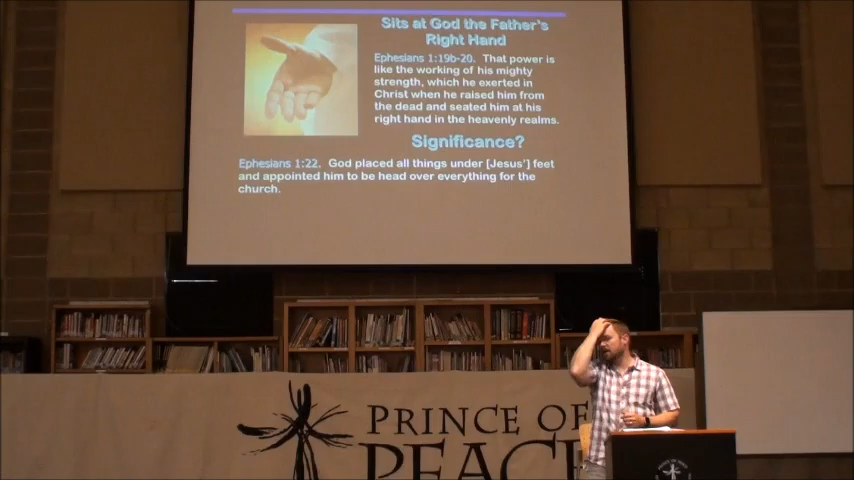 Sits at God the Father's
Right Hand
Ephesians 1:19b-20. That power is
like the working of his mighty
strength, which he exerted in
Christ when he raised him from
the dead and seated him at his
right hand in the heavenly realms.
Significance?
Ephesians 1:22. God placed all things under [Jesus'] feet
and appointed him to be head over everything for the
church.
PRINCE OF
PEACE